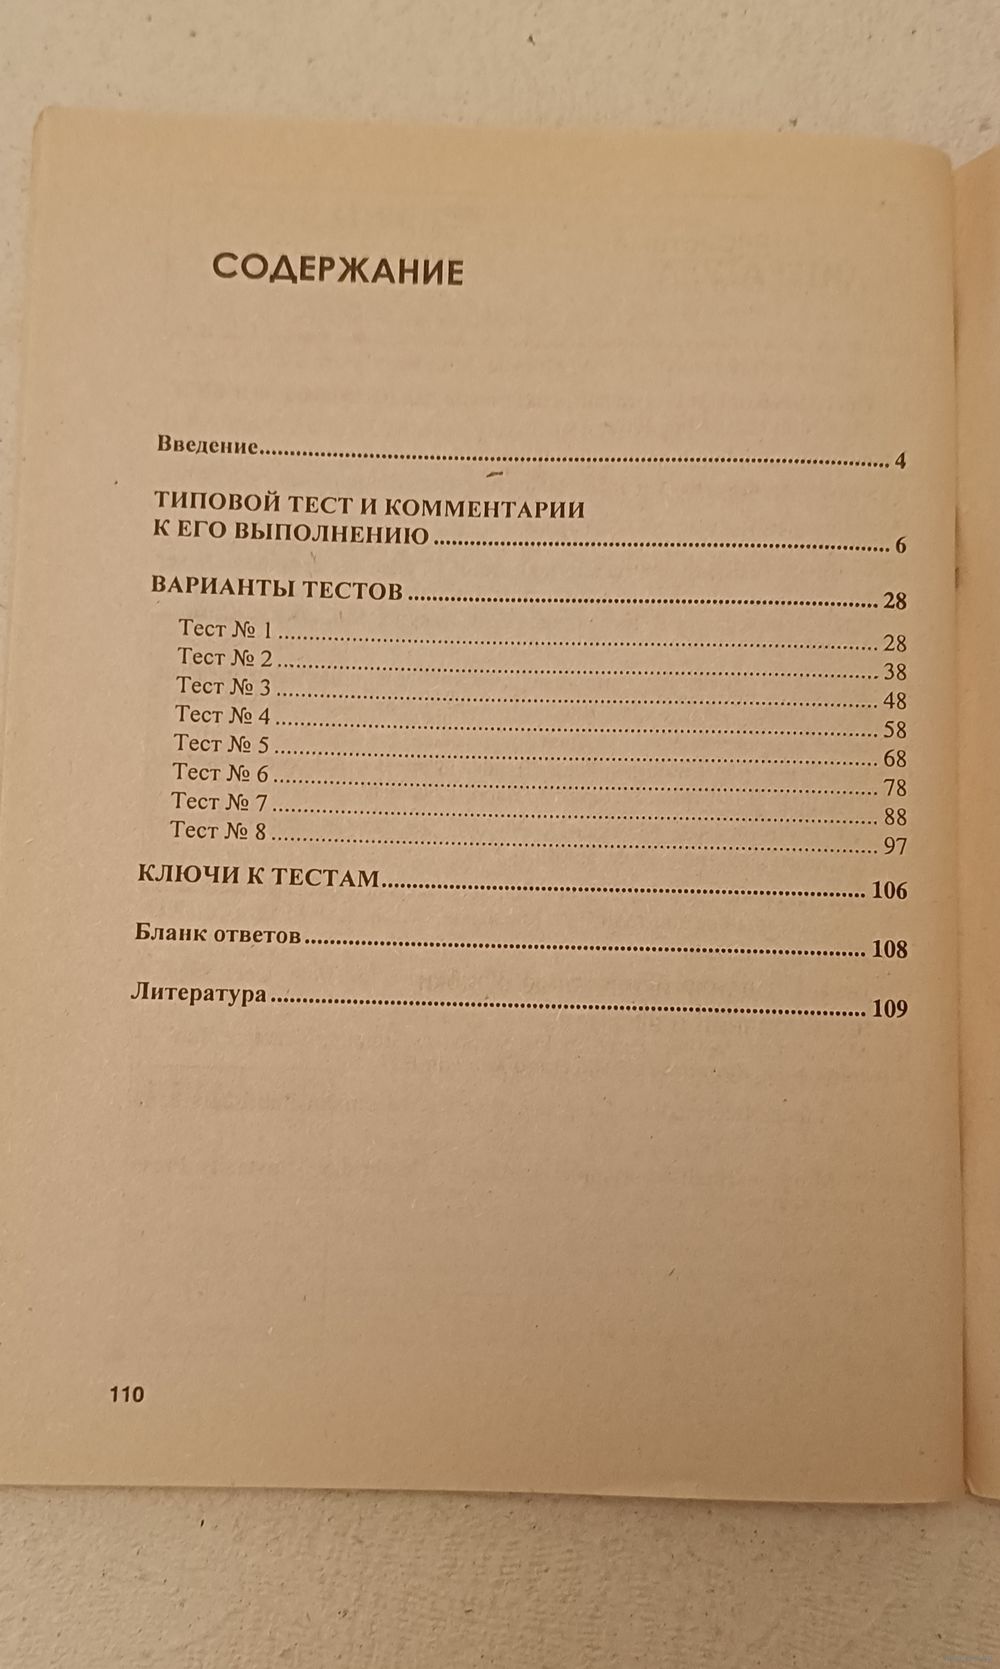 СОДЕРЖАНИЕ
Введение 4
ТИПОВОЙ ТЕСТ И КОММЕНТАРИИ
К ЕГО ВЫПОЛНЕНИЮ 6
ВАРИАНТЫ ТЕСТОВ 28
Тест № 1 28
Тест № 2 38
Тест № 3 48
Тест № 4 58
Тест № 5 68
Тест № 6 78
Тест № 7 88
Тест № 8 97
КЛЮЧИ К ТЕСТАМ 106
Бланк ответов 108
Литература 109
110